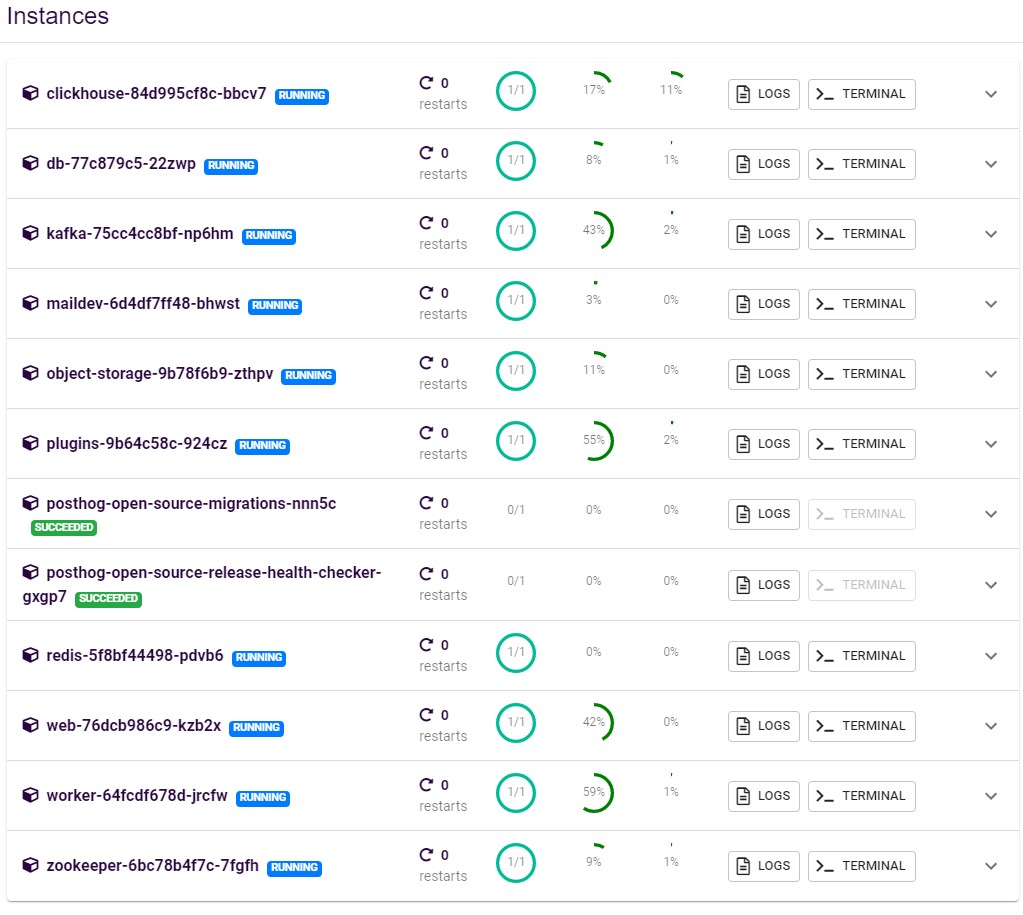 Instances
clickhouse-84d995cf8c-bbcv7 RUNNING 0 restarts 1/1 17% 11% LOGS TERMINAL
db-77c879c5-22zwp RUNNING 0 restarts 1/1 8% 1% LOGS TERMINAL
kafka-75cc4cc8bf-np6hm RUNNING 0 restarts 1/1 43% 2% LOGS TERMINAL
maildev-6d4df7ff48-bhwst RUNNING 0 restarts 1/1 3% 0% LOGS TERMINAL
object-storage-9b78f6b9-zthpv RUNNING 0 restarts 1/1 11% 0% LOGS TERMINAL
plugins-9b64c58c-924cz RUNNING 0 restarts 1/1 55% 2% LOGS TERMINAL
posthog-open-source-migrations-nnn5c
SUCCEEDED 0 restarts 0/1 0% 0% LOGS TERMINAL
posthog-open-source-release-health-checker-
gxgp7 SUCCEEDED 0 restarts 0/1 0% 0% LOGS TERMINAL
redis-5f8bf44498-pdvb6 RUNNING 0 restarts 1/1 0% 0% LOGS TERMINAL
web-76dcb986c9-kzb2x RUNNING 0 restarts 1/1 42% 0% LOGS TERMINAL
worker-64fcdf678d-jrcfw RUNNING 0 restarts 1/1 59% 1% LOGS TERMINAL
zookeeper-6bc78b4f7c-7fgfh RUNNING 0 restarts 1/1 9% 1% LOGS TERMINAL